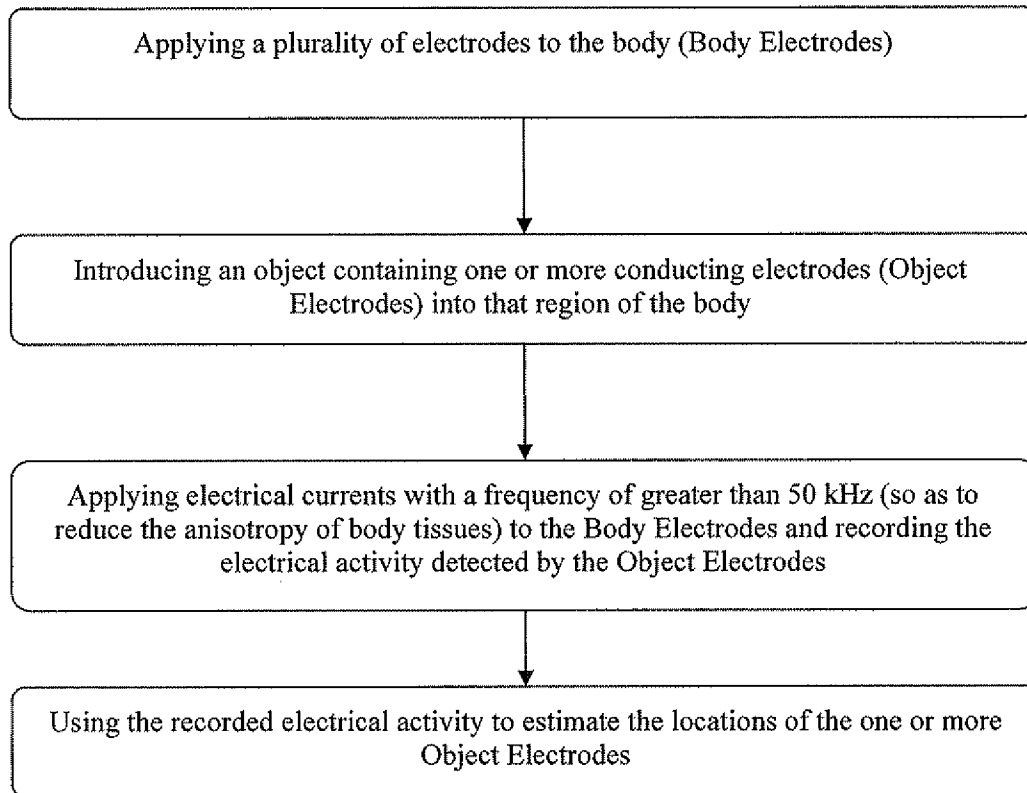 Applying a plurality of electrodes to the body (Body Electrodes)
Introducing an object containing one or more conducting electrodes (Object
Electrodes) into that region of the body
Applying electrical currents with a frequency of greater than 50 kHz (so as to
reduce the anisotropy of body tissues) to the Body Electrodes and recording the
electrical activity detected by the Object Electrodes
Using the recorded electrical activity to estimate the locations of the one or more
Object Electrodes